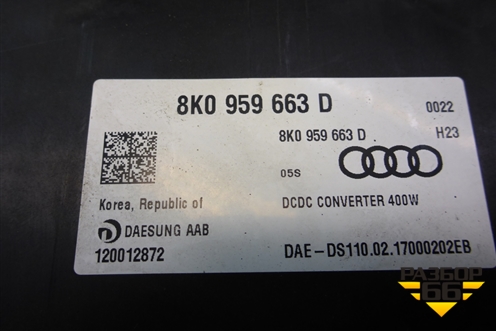 8K0 959 663 D
0022
8K0 959 663 D
H23
05S
Korea, Republic of
DCDC CONVERTER 400W
DAESUNG AAB
120012872
DAE-DS110.02.17000202EB
РАЗБОР
66